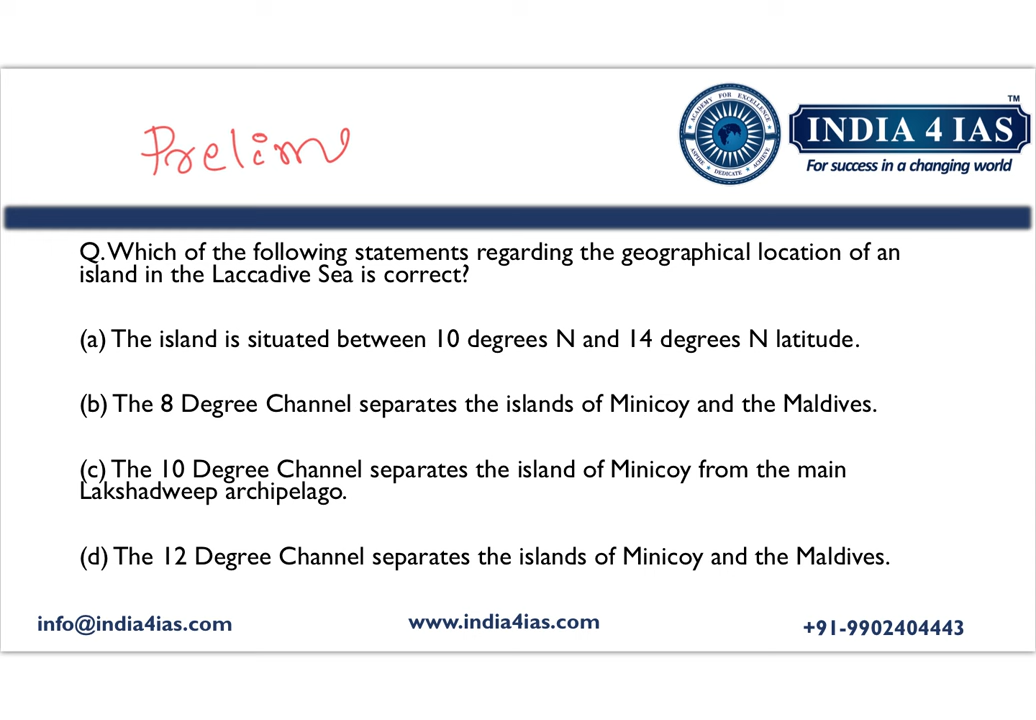 Prelim
ACADEMY FOR EXCELLENCE
ASPIRE ★ DEDICATE ★ ACHIEVE
TM
INDIA 4 IAS
For success in a changing world
Q. Which of the following statements regarding the geographical location of an
island in the Laccadive Sea is correct?
(a) The island is situated between 10 degrees N and 14 degrees N latitude.
(b) The 8 Degree Channel separates the islands of Minicoy and the Maldives.
(c) The 10 Degree Channel separates the island of Minicoy from the main
Lakshadweep archipelago.
(d) The 12 Degree Channel separates the islands of Minicoy and the Maldives.
info@india4ias.com
www.india4ias.com
+91-9902404443